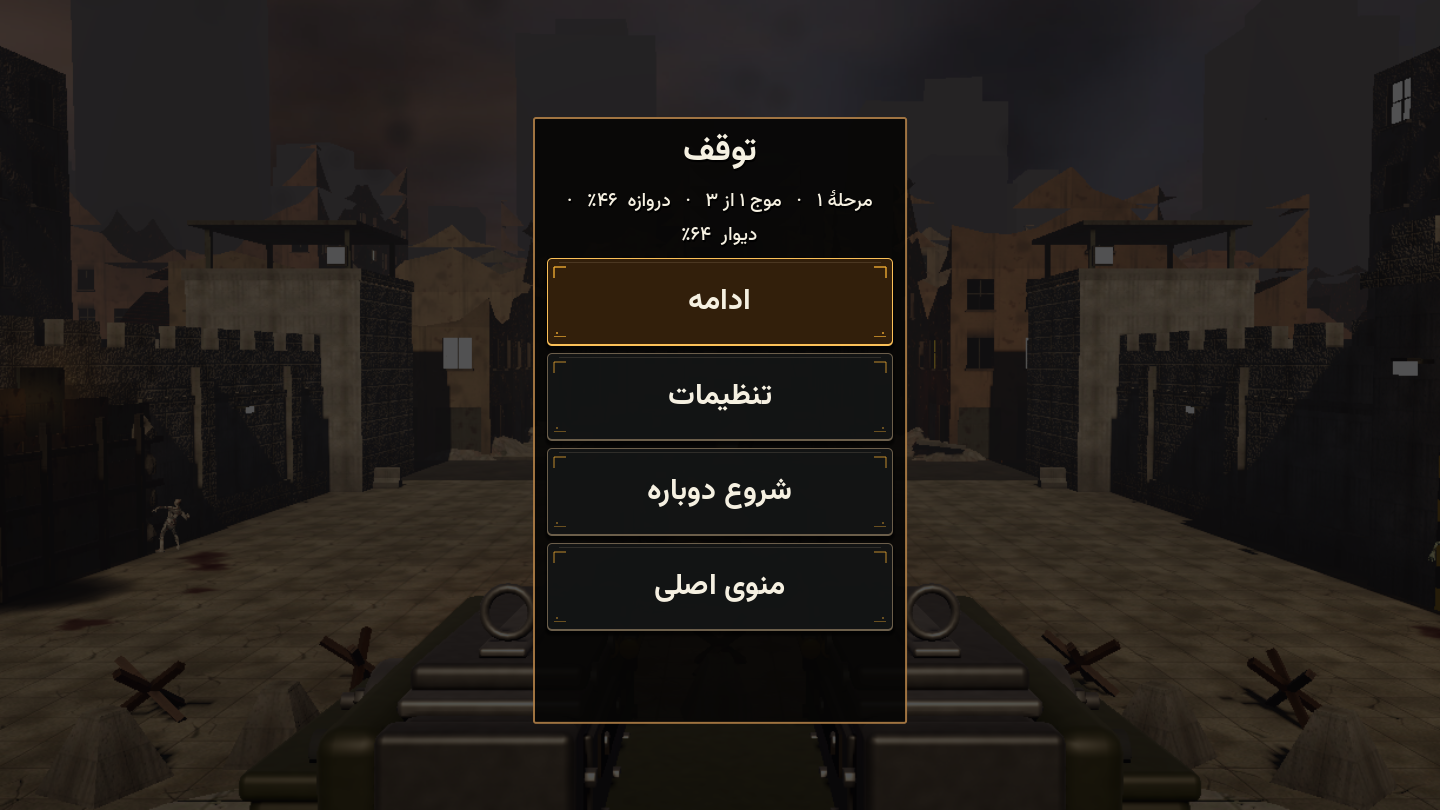 توقف
مرحلهٔ ۱ · موج ۱ از ۳ · دروازه ۴۶٪ ·
دیوار ۶۴٪
ادامه
تنظیمات
شروع دوباره
منوی اصلی